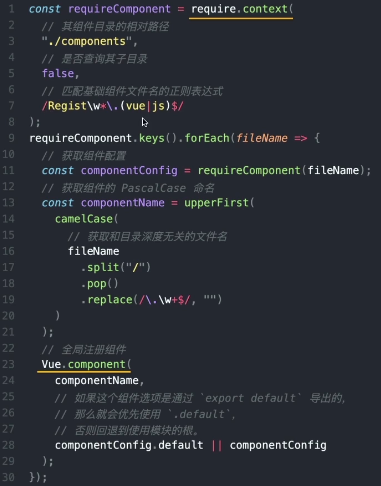 1 const requireComponent = require.context(
2 // 其组件目录的相对路径
3 "./components",
4 // 是否查询其子目录
5 false,
6 // 匹配基础组件文件名的正则表达式
7 /Regist\w*\.(vue|js)$/
8 );
9 requireComponent.keys().forEach(fileName => {
10 // 获取组件配置
11 const componentConfig = requireComponent(fileName);
12 // 获取组件的 PascalCase 命名
13 const componentName = upperFirst(
14 camelCase(
15 // 获取和目录深度无关的文件名
16 fileName
17 .split("/")
18 .pop()
19 .replace(/\.\w+$/, "")
20 )
21 );
22 // 全局注册组件
23 Vue.component(
24 componentName,
25 // 如果这个组件选项是通过 `export default` 导出的,
26 // 那么就会优先使用 `.default`,
27 // 否则回退到使用模块的根。
28 componentConfig.default || componentConfig
29 );
30 });